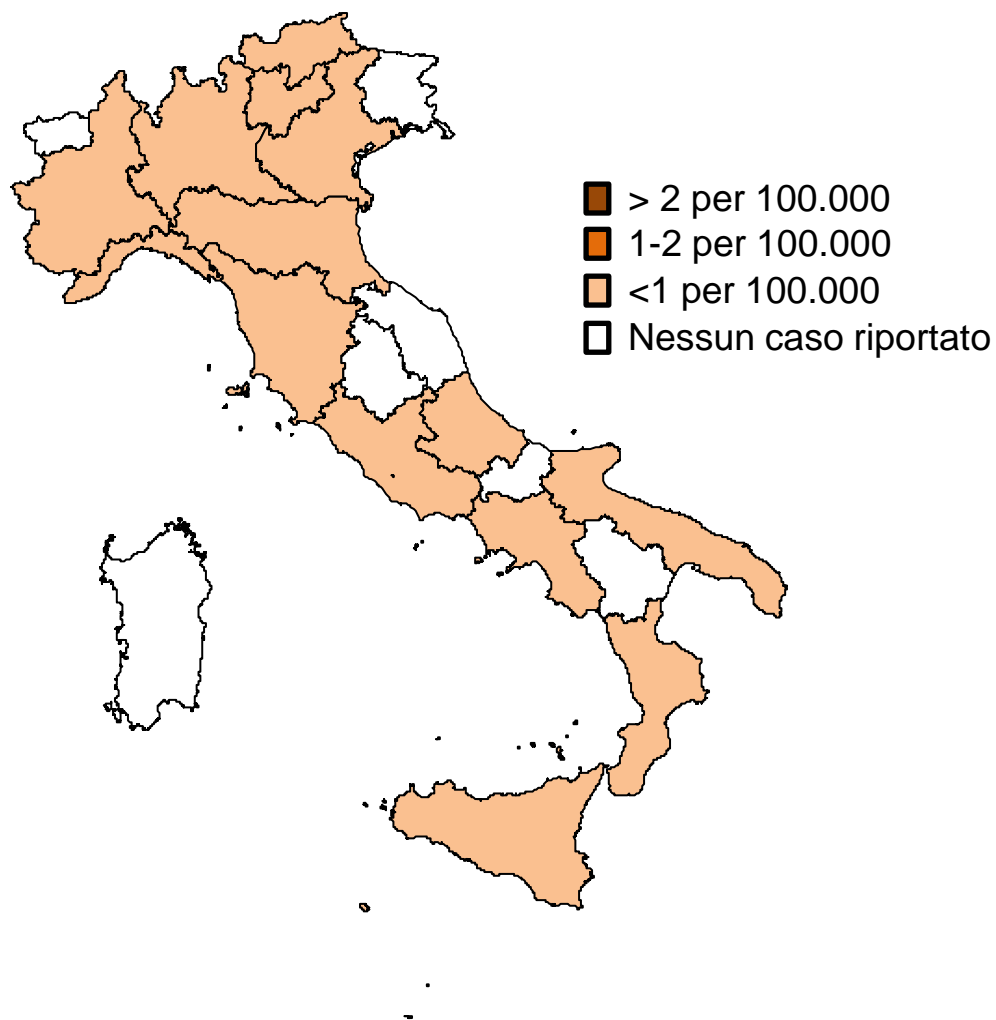 > 2 per 100.000
1-2 per 100.000
<1 per 100.000
Nessun caso riportato